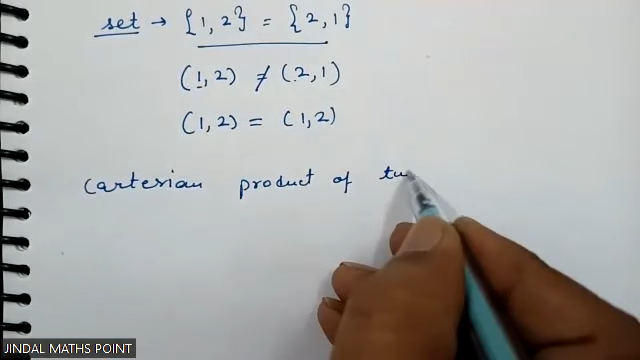 set → {1, 2} = {2, 1}
(1, 2) ≠ (2, 1)
(1, 2) = (1, 2)
Cartesian product of
JINDAL MATHS POINT